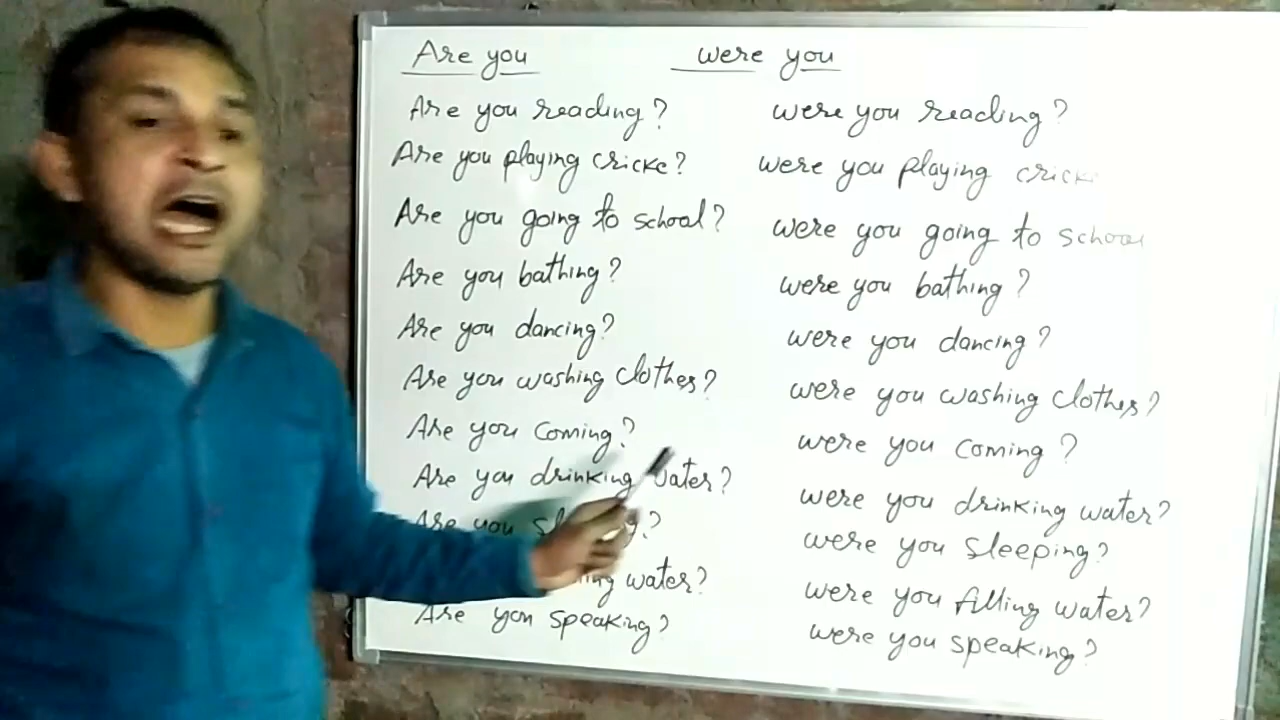 Are you were you
Are you reading? were you reading?
Are you playing cricke? were you playing
Are you going to school? were you going to school
Are you bathing? were you bathing?
Are you dancing? were you dancing?
Are you washing clothes? were you washing clothes?
Are you coming? were you coming?
Are you drinking water? were you drinking water?
Are you were you sleeping?
water? were you filling water?
Are you speaking? were you speaking?